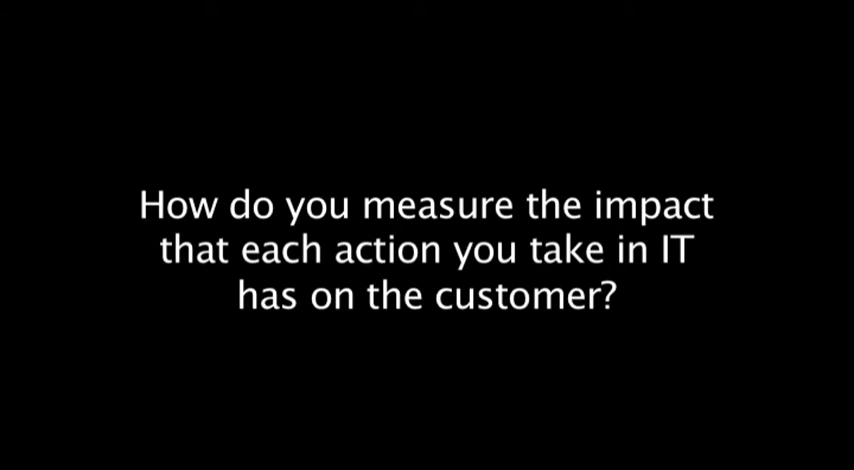 How do you measure the impact
that each action you take in IT
has on the customer?